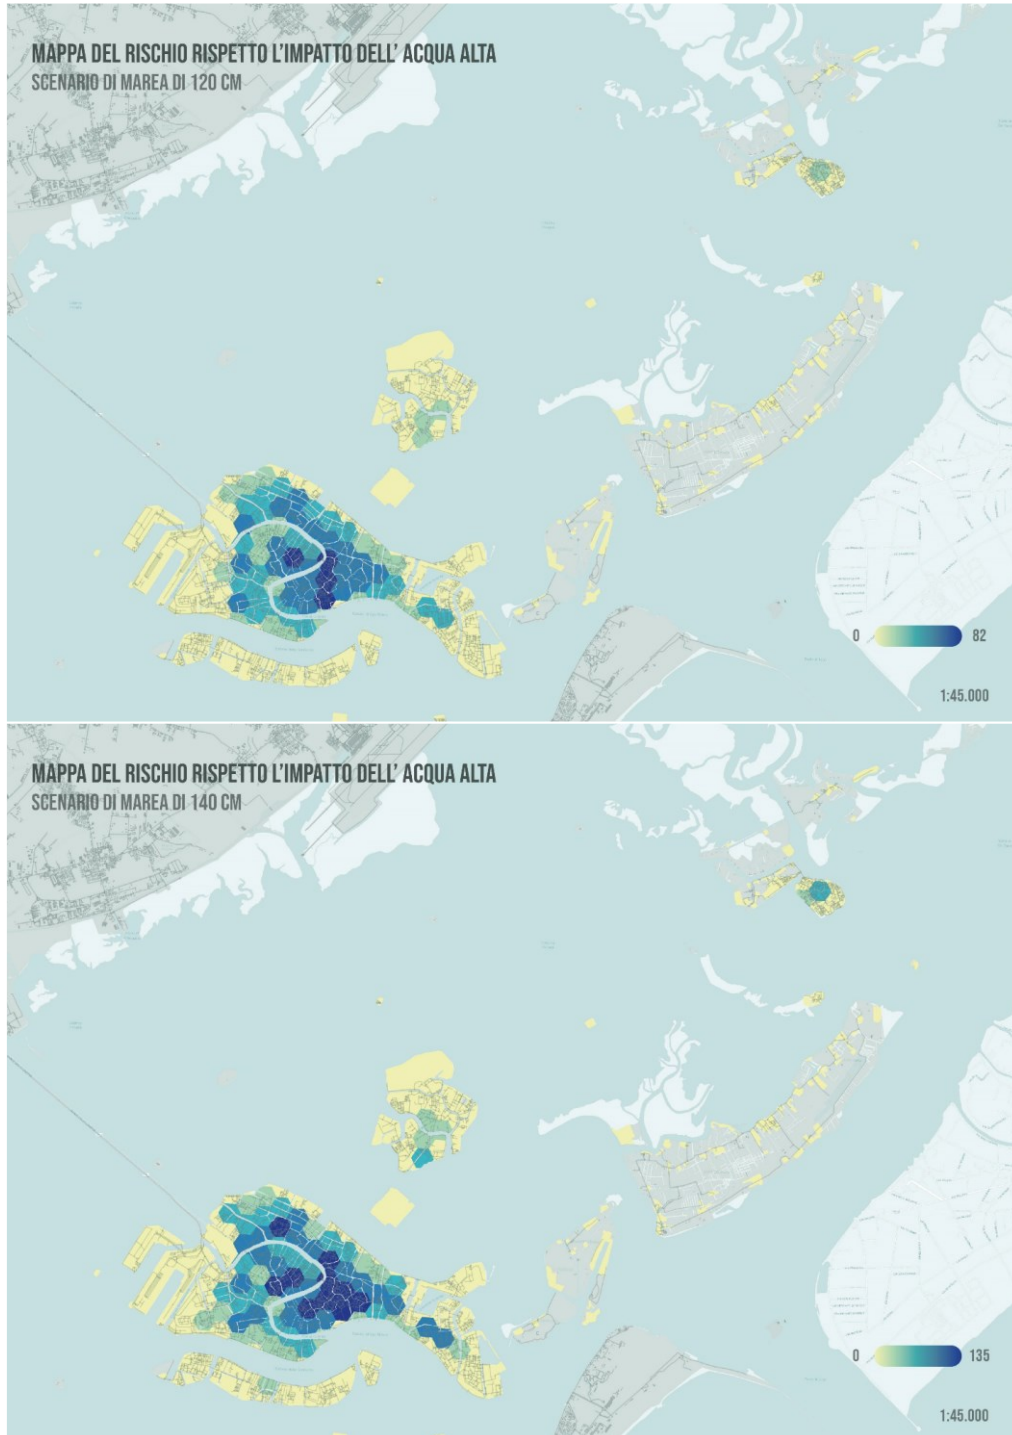 MAPPA DEL RISCHIO RISPETTO L'IMPATTO DELL' ACQUA ALTA
SCENARIO DI MAREA DI 120 CM
0 82
1:45.000
MAPPA DEL RISCHIO RISPETTO L'IMPATTO DELL' ACQUA ALTA
SCENARIO DI MAREA DI 140 CM
0 135
1:45.000